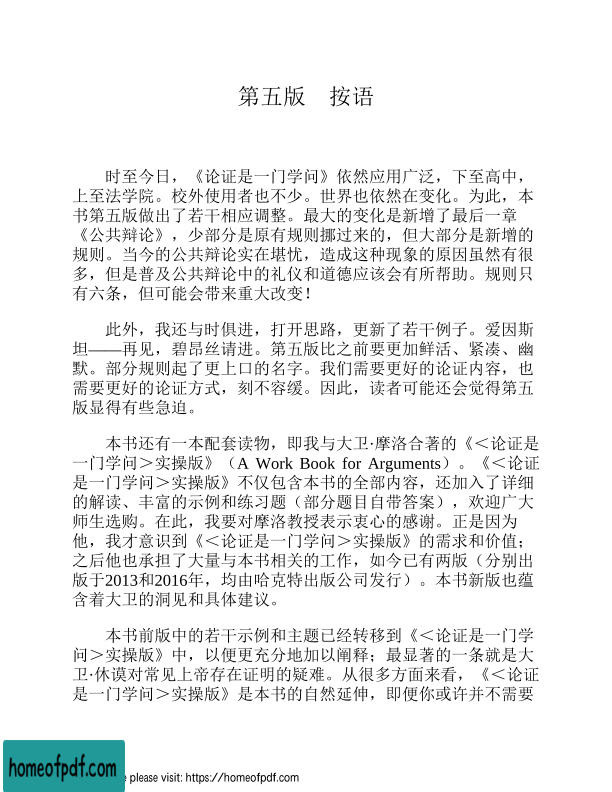 第五版　按语
时至今日，《论证是一门学问》依然应用广泛，下至高中，
上至法学院。校外使用者也不少。世界也依然在变化。为此，本
书第五版做出了若干相应调整。最大的变化是新增了最后一章
《公共辩论》，少部分是原有规则挪过来的，但大部分是新增的
规则。当今的公共辩论实在堪忧，造成这种现象的原因虽然有很
多，但是普及公共辩论中的礼仪和道德应该会有所帮助。规则只
有六条，但可能会带来重大改变！
此外，我还与时俱进，打开思路，更新了若干例子。爱因斯
坦——再见，碧昂丝请进。第五版比之前要更加鲜活、紧凑、幽
默。部分规则起了更上口的名字。我们需要更好的论证内容，也
需要更好的论证方式，刻不容缓。因此，读者可能还会觉得第五
版显得有些急迫。
本书还有一本配套读物，即我与大卫·摩洛合著的《＜论证是
一门学问＞实操版》（A Work Book for Arguments）。《＜论证
是一门学问＞实操版》不仅包含本书的全部内容，还加入了详细
的解读、丰富的示例和练习题（部分题目自带答案），欢迎广大
师生选购。在此，我要对摩洛教授表示衷心的感谢。正是因为
他，我才意识到《＜论证是一门学问＞实操版》的需求和价值；
之后他也承担了大量与本书相关的工作，如今已有两版（分别出
版于2013和2016年，均由哈克特出版公司发行）。本书新版也蕴
含着大卫的洞见和具体建议。
本书前版中的若干示例和主题已经转移到《＜论证是一门学
问＞实操版》中，以便更充分地加以阐释；最显著的一条就是大
卫·休谟对常见上帝存在证明的疑难。从很多方面来看，《＜论证
是一门学问＞实操版》是本书的自然延伸，即便你或许并不需要
homeofpdf.com
please visit: https://homeofpdf.com